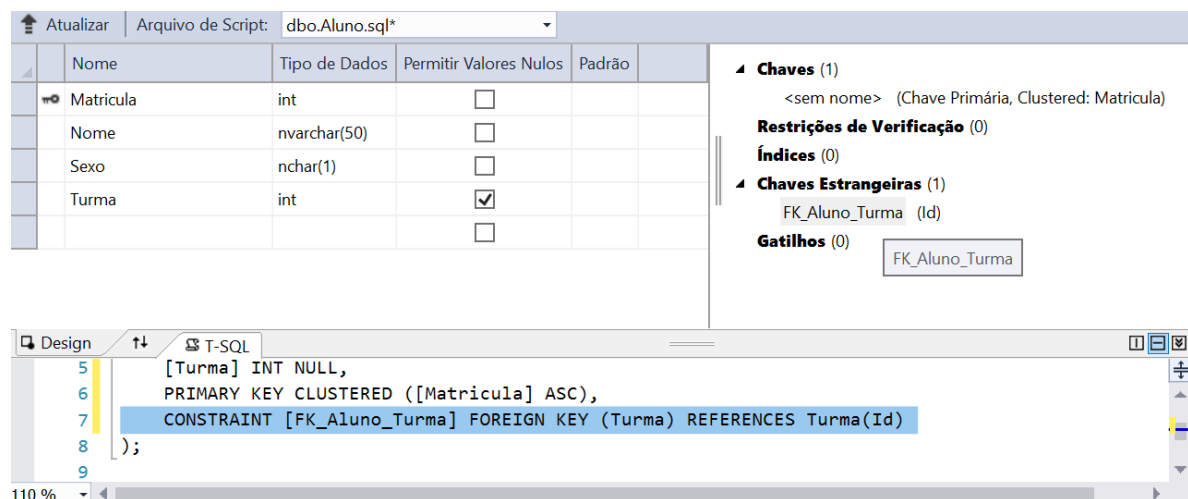 Atualizar Arquivo de Script: dbo.Aluno.sql*
Nome Tipo de Dados Permitir Valores Nulos Padrão
Matricula int
Nome nvarchar(50)
Sexo nchar(1)
Turma int
Chaves (1)
<sem nome> (Chave Primária, Clustered: Matricula)
Restrições de Verificação (0)
Índices (0)
Chaves Estrangeiras (1)
FK_Aluno_Turma (Id)
Gatilhos (0)
FK_Aluno_Turma
Design T-SQL
5 [Turma] INT NULL,
6 PRIMARY KEY CLUSTERED ([Matricula] ASC),
7 CONSTRAINT [FK_Aluno_Turma] FOREIGN KEY (Turma) REFERENCES Turma(Id)
8 );
9
110 %